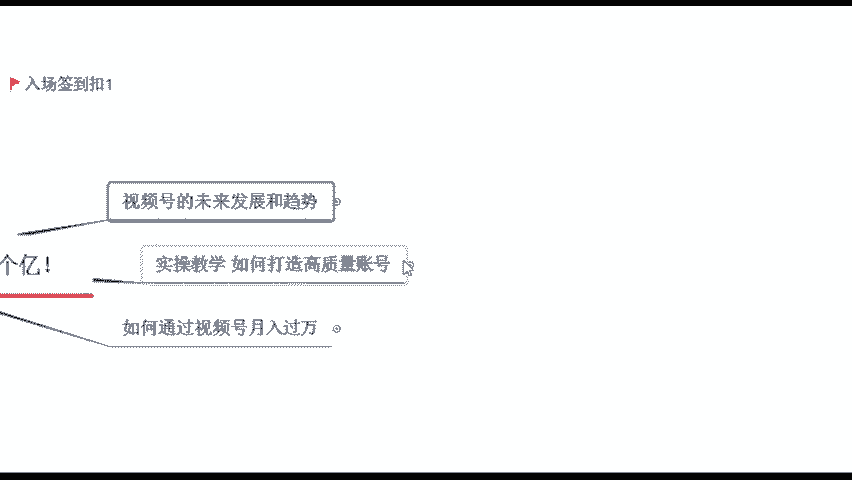 入场签到扣1
视频号的未来发展和趋势
个亿！
实操教学 如何打造高质量账号
如何通过视频号月入过万